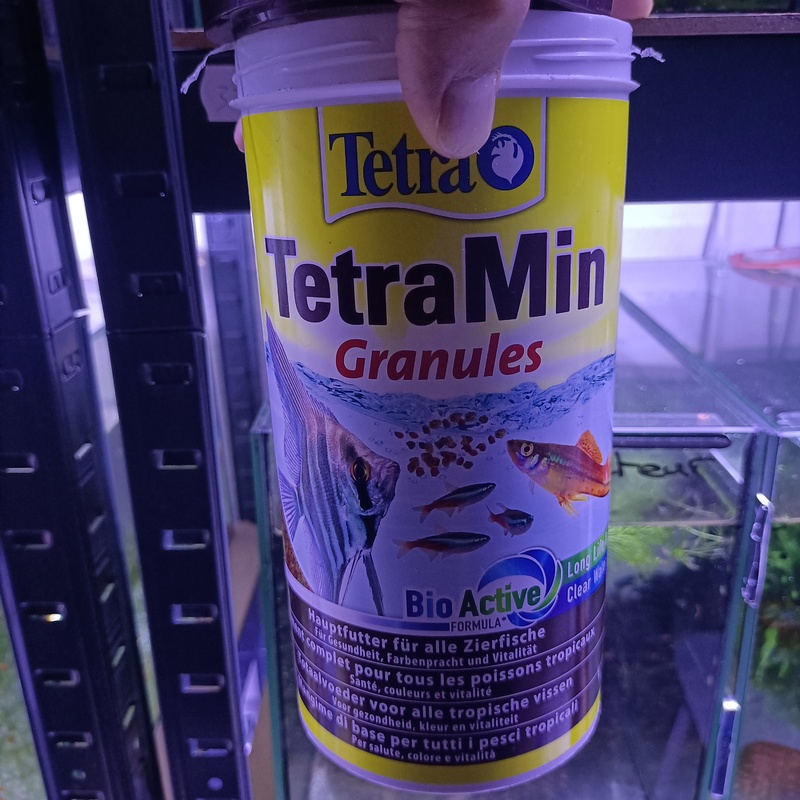 Tetra
TetraMin
Granules
Bio Active
FORMULA
Long Life
Clear
Hauptfutter für alle Zierfische
Für Gesundheit, Farbenpracht und Vitalität
complet pour tous les poissons tropicaux
Santé, couleurs et vitalité
voor alle tropische vissen
Voor gezondheid, kleur en vitaliteit
di base per tutti i pesci tropicali
Per salute, colore e vitalità